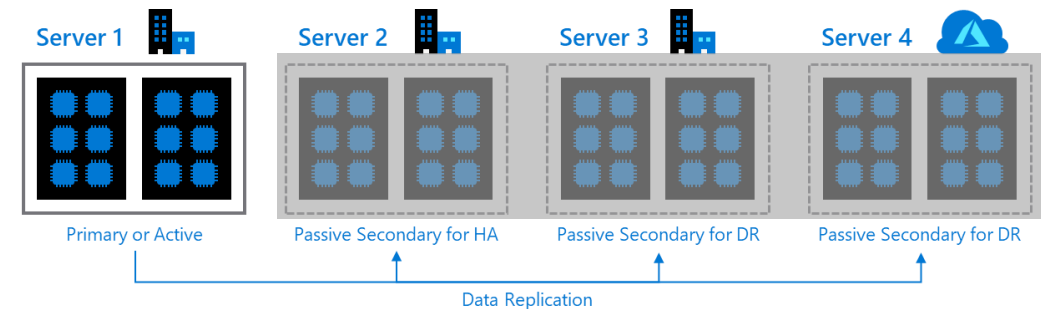 Server 1
Server 2
Server 3
Server 4
Primary or Active
Passive Secondary for HA
Passive Secondary for DR
Passive Secondary for DR
Data Replication